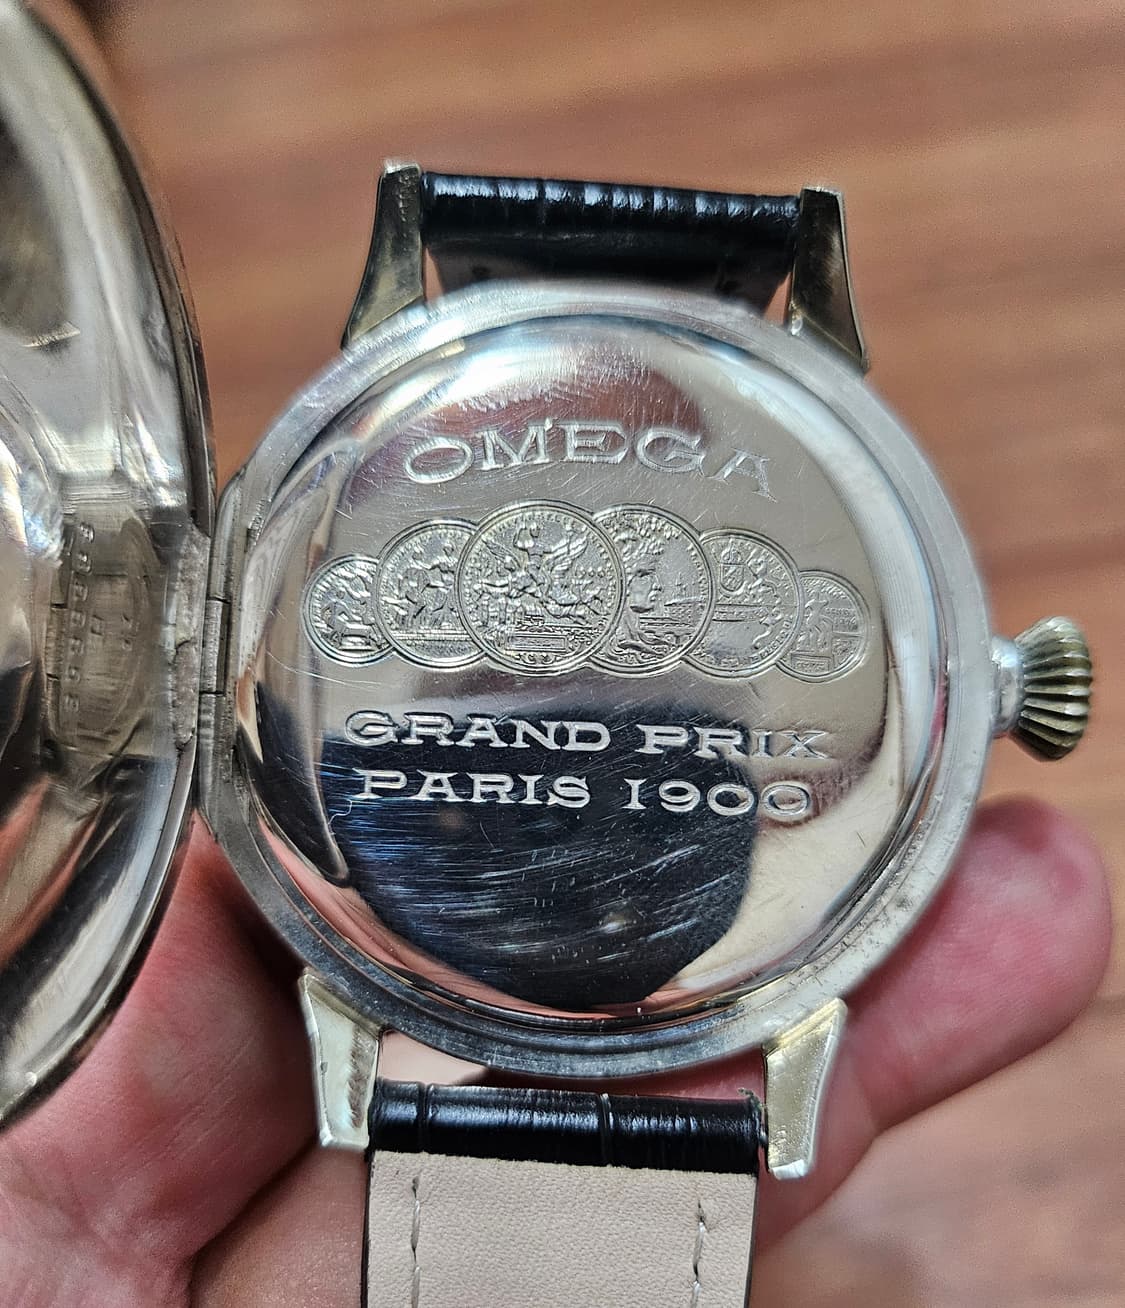 OMEGA
GRAND PRIX
PARIS 1900